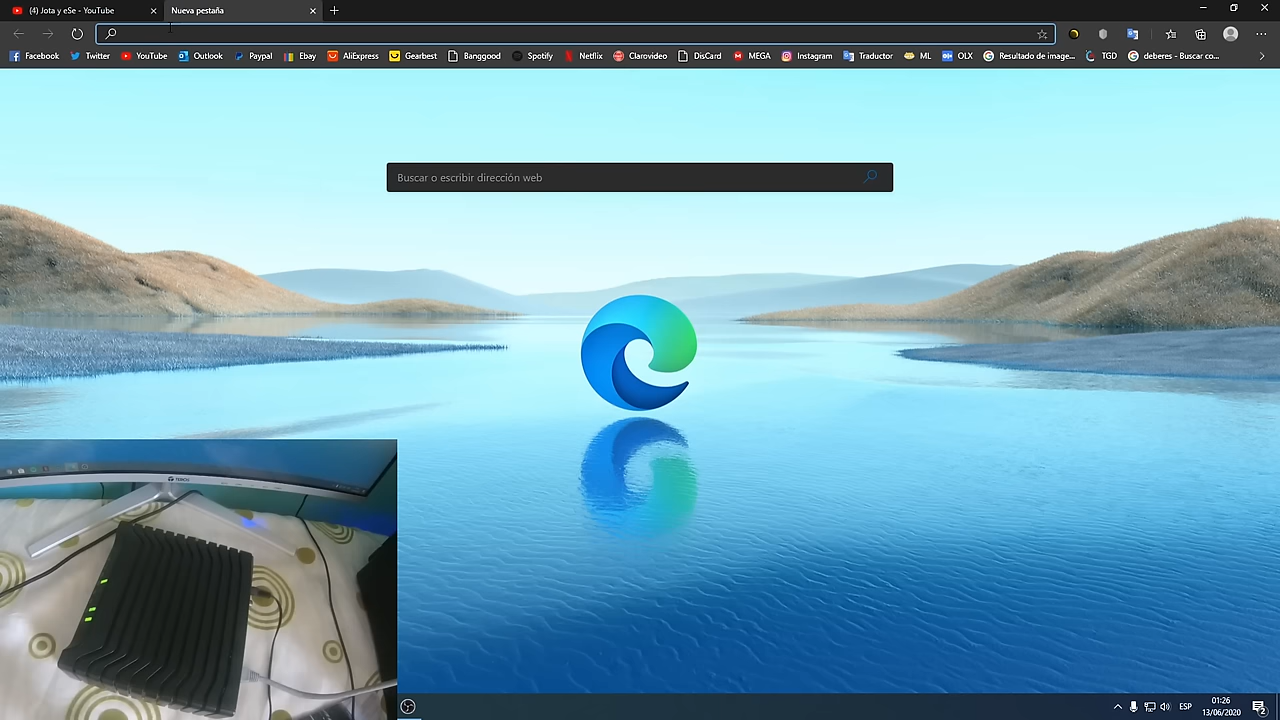 (4) Jota y eSe - YouTube
Nueva pestaña
Facebook Twitter YouTube Outlook Paypal Ebay AliExpress Gearbest Banggood Spotify Netflix Clarovideo DisCard MEGA Instagram Traductor ML OLX Resultado de image... TGD deberes - Buscar co...
Buscar o escribir dirección web
ESP
01:26
13/06/2020
2